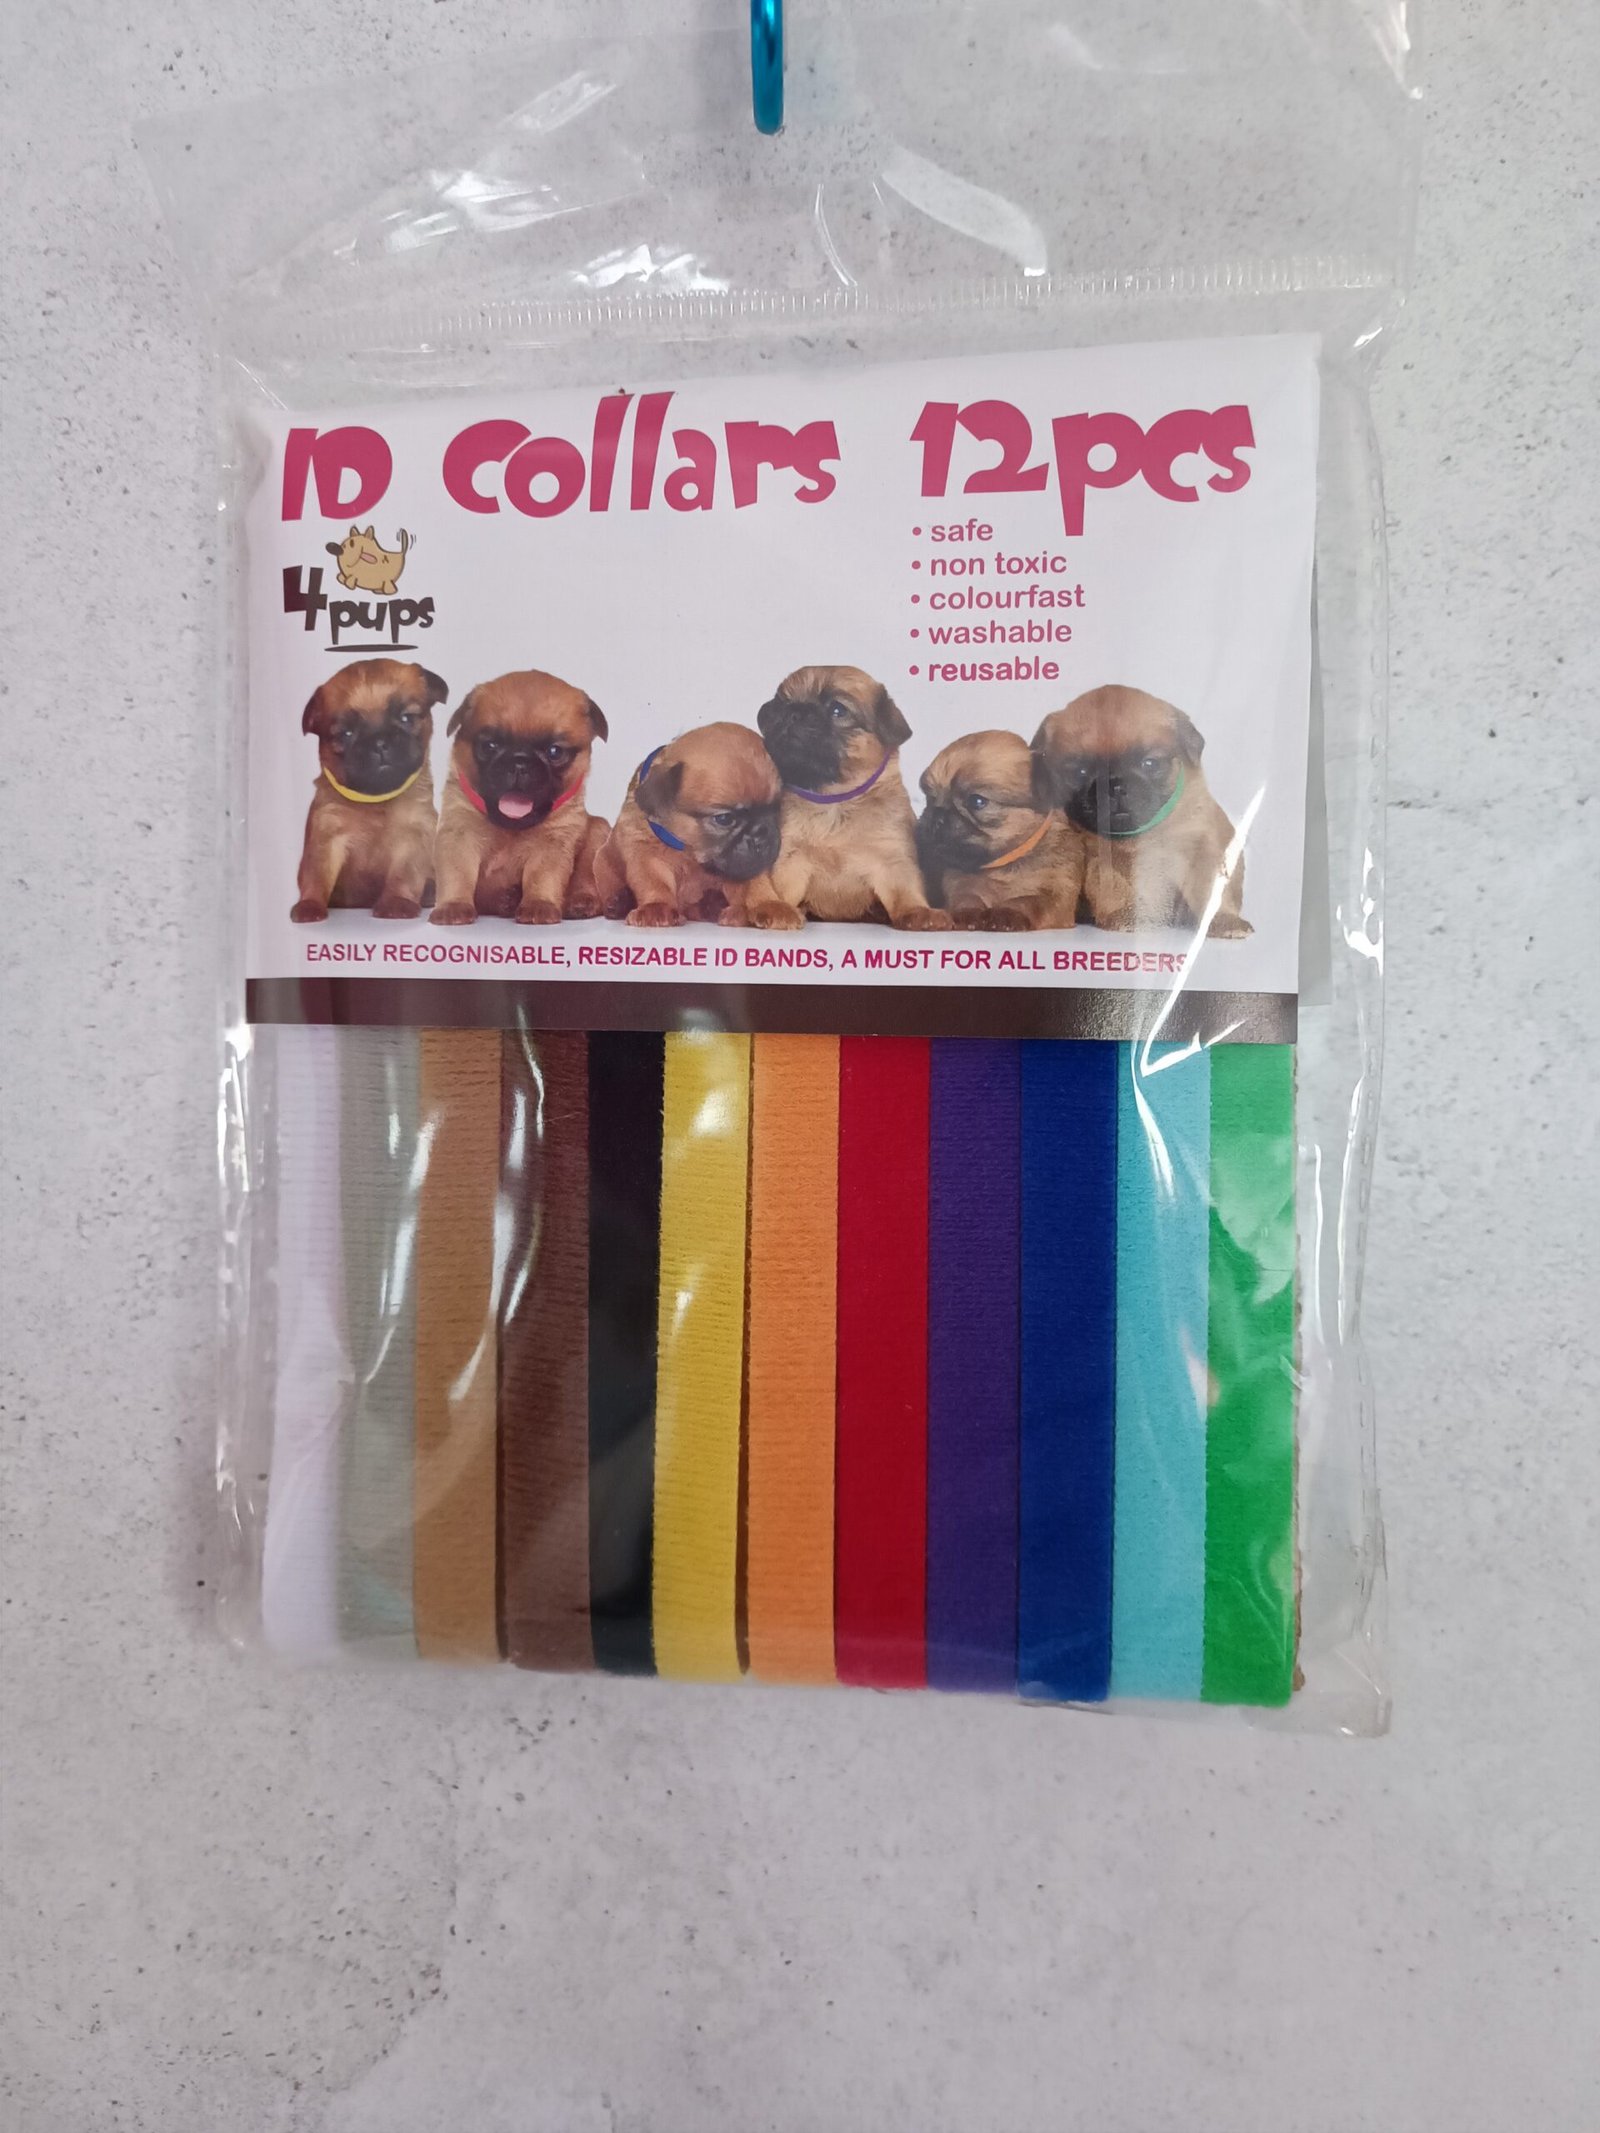 ID Collars 12pcs
4pups
• safe
• non toxic
• colourfast
• washable
• reusable
EASILY RECOGNISABLE, RESIZABLE ID BANDS, A MUST FOR ALL BREEDERS